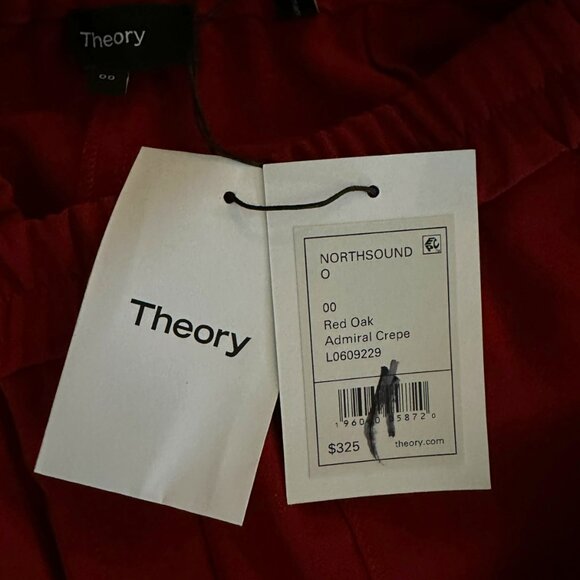 Theory
00
Theory
NORTHSOUND
O
00
Red Oak
Admiral Crepe
L0609229
$325
theory.com